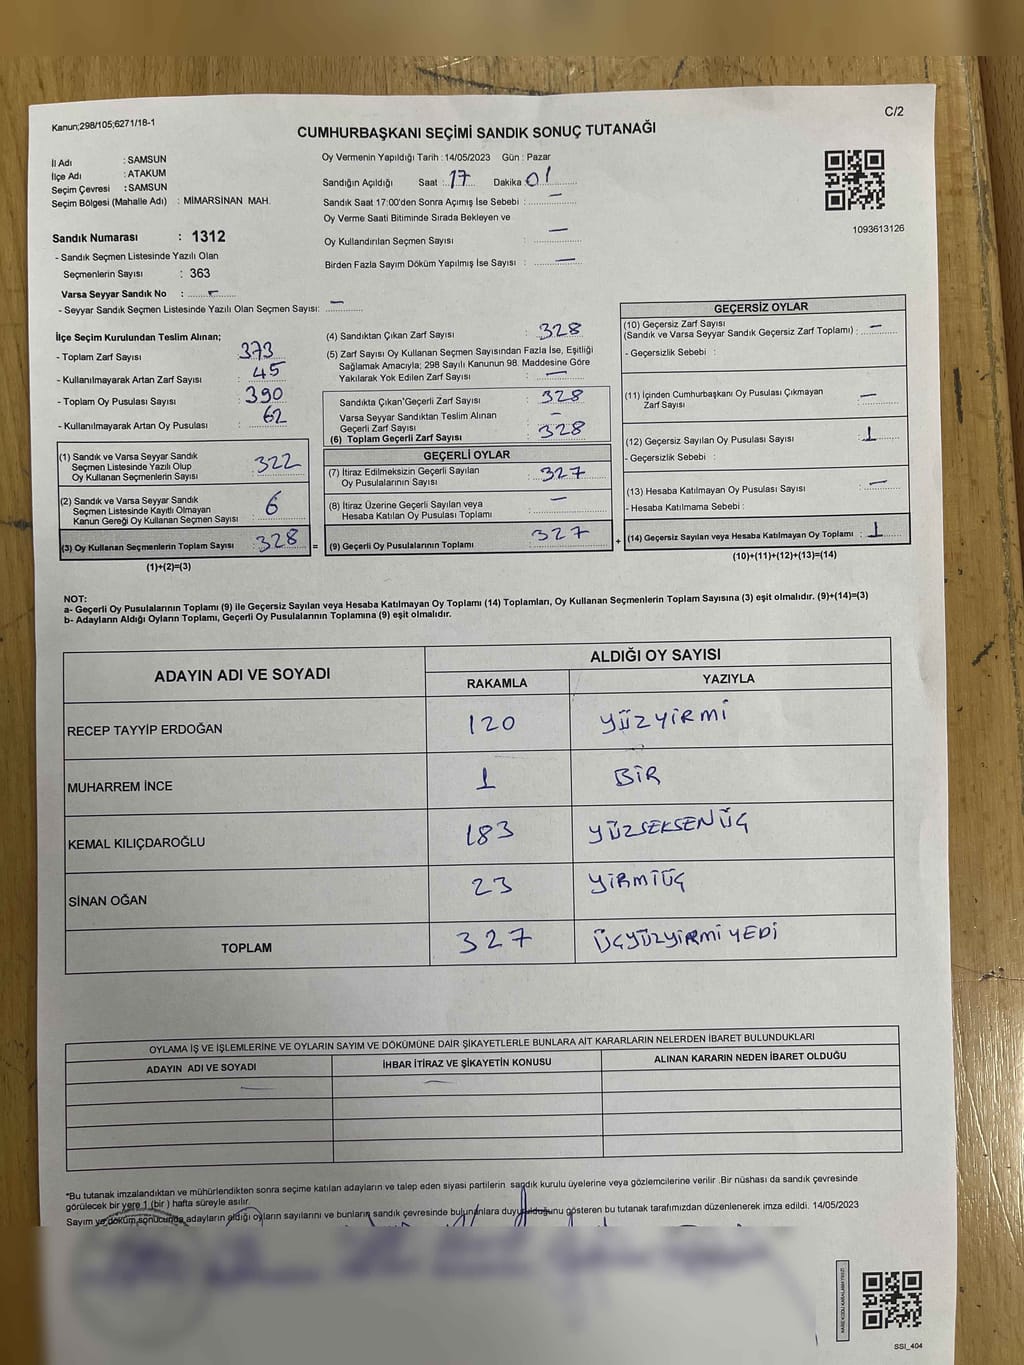 Kanun;298/105;6271/18-1
C/2
CUMHURBAŞKANI SEÇİMİ SANDIK SONUÇ TUTANAĞI
İl Adı : SAMSUN
İlçe Adı : ATAKUM
Seçim Çevresi : SAMSUN
Seçim Bölgesi (Mahalle Adı) : MİMARSİNAN MAH.
Sandık Numarası : 1312
- Sandık Seçmen Listesinde Yazılı Olan
Seçmenlerin Sayısı : 363
Varsa Seyyar Sandık No : –
- Seyyar Sandık Seçmen Listesinde Yazılı Olan Seçmen Sayısı: –
Oy Vermenin Yapıldığı Tarih : 14/05/2023 Gün : Pazar
Sandığın Açıldığı Saat : 17 Dakika 01
Sandık Saat 17:00'den Sonra Açımış İse Sebebi : –
Oy Verme Saati Bitiminde Sırada Bekleyen ve
Oy Kullandırılan Seçmen Sayısı : –
Birden Fazla Sayım Döküm Yapılmış İse Sayısı : –
1093613126
İlçe Seçim Kurulundan Teslim Alınan;
- Toplam Zarf Sayısı : 373
- Kullanılmayarak Artan Zarf Sayısı : 45
- Toplam Oy Pusulası Sayısı : 390
- Kullanılmayarak Artan Oy Pusulası : 62
(1) Sandık ve Varsa Seyyar Sandık
Seçmen Listesinde Yazılı Olup
Oy Kullanan Seçmenlerin Sayısı : 322
(2) Sandık ve Varsa Seyyar Sandık
Seçmen Listesinde Kayıtlı Olmayan
Kanun Gereği Oy Kullanan Seçmen Sayısı : 6
(3) Oy Kullanan Seçmenlerin Toplam Sayısı : 328
(1)+(2)=(3)
=
(4) Sandıktan Çıkan Zarf Sayısı : 328
(5) Zarf Sayısı Oy Kullanan Seçmen Sayısından Fazla İse, Eşitliği
Sağlamak Amacıyla; 298 Sayılı Kanunun 98. Maddesine Göre
Yakılarak Yok Edilen Zarf Sayısı : –
Sandıkta Çıkan Geçerli Zarf Sayısı : 328
Varsa Seyyar Sandıktan Teslim Alınan
Geçerli Zarf Sayısı : –
(6) Toplam Geçerli Zarf Sayısı : 328
GEÇERLİ OYLAR
(7) İtiraz Edilmeksizin Geçerli Sayılan
Oy Pusulalarının Sayısı : 327
(8) İtiraz Üzerine Geçerli Sayılan veya
Hesaba Katılan Oy Pusulası Toplamı : –
(9) Geçerli Oy Pusulalarının Toplamı : 327
+
GEÇERSİZ OYLAR
(10) Geçersiz Zarf Sayısı
(Sandık ve Varsa Seyyar Sandık Geçersiz Zarf Toplamı) : –
- Geçersizlik Sebebi :
(11) İçinden Cumhurbaşkanı Oy Pusulası Çıkmayan
Zarf Sayısı : –
(12) Geçersiz Sayılan Oy Pusulası Sayısı : 1
- Geçersizlik Sebebi :
(13) Hesaba Katılmayan Oy Pusulası Sayısı : –
- Hesaba Katılmama Sebebi :
(14) Geçersiz Sayılan veya Hesaba Katılmayan Oy Toplamı : 1
(10)+(11)+(12)+(13)=(14)
NOT:
a- Geçerli Oy Pusulalarının Toplamı (9) ile Geçersiz Sayılan veya Hesaba Katılmayan Oy Toplamı (14) Toplamları, Oy Kullanan Seçmenlerin Toplam Sayısına (3) eşit olmalıdır. (9)+(14)=(3)
b- Adayların Aldığı Oyların Toplamı, Geçerli Oy Pusulalarının Toplamına (9) eşit olmalıdır.
ADAYIN ADI VE SOYADI
ALDIĞI OY SAYISI
RAKAMLA YAZIYLA
RECEP TAYYİP ERDOĞAN 120 YÜZYİRMİ
MUHARREM İNCE 1 BİR
KEMAL KILIÇDAROĞLU 183 YÜZSEKSENÜÇ
SİNAN OĞAN 23 YİRMİÜÇ
TOPLAM 327 ÜÇYÜZYİRMİYEDİ
OYLAMA İŞ VE İŞLEMLERİNE VE OYLARIN SAYIM VE DÖKÜMÜNE DAİR ŞİKAYETLERLE BUNLARA AİT KARARLARIN NELERDEN İBARET BULUNDUKLARI
ADAYIN ADI VE SOYADI İHBAR İTİRAZ VE ŞİKAYETİN KONUSU ALINAN KARARIN NEDEN İBARET OLDUĞU
*Bu tutanak imzalandıktan ve mühürlendikten sonra seçime katılan adayların ve talep eden siyasi partilerin sandık kurulu üyelerine veya gözlemcilerine verilir .Bir nüshası da sandık çevresinde
görülecek bir yere 1 (bir ) hafta süreyle asılır.
Sayım ve döküm sonucunda adayların aldığı oyların sayılarını ve bunların sandık çevresinde bulunanlara duyurulduğunu gösteren bu tutanak tarafımızdan düzenlenerek imza edildi. 14/05/2023
SSI_404